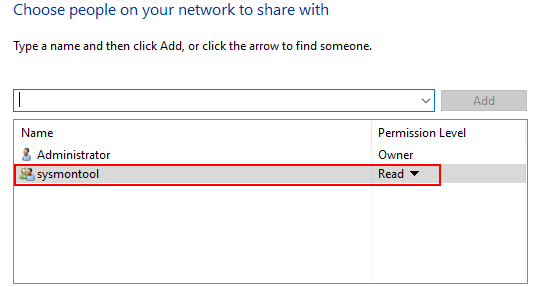 Choose people on your network to share with
Type a name and then click Add, or click the arrow to find someone.
Add
Name Permission Level
Administrator Owner
sysmontool Read